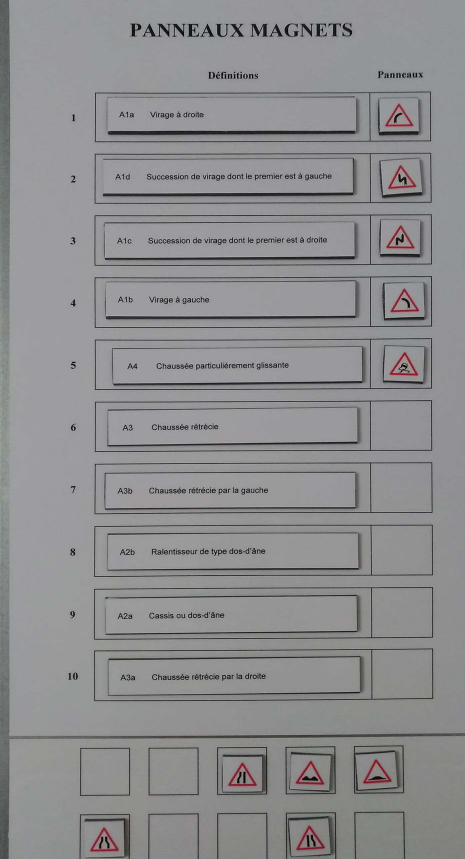 PANNEAUX MAGNETS
Définitions Panneaux
1 A1a Virage à droite
2 A1d Succession de virage dont le premier est à gauche
3 A1c Succession de virage dont le premier est à droite
4 A1b Virage à gauche
5 A4 Chaussée particulièrement glissante
6 A3 Chaussée rétrécie
7 A3b Chaussée rétrécie par la gauche
8 A2b Ralentisseur de type dos-d'âne
9 A2a Cassis ou dos-d'âne
10 A3a Chaussée rétrécie par la droite